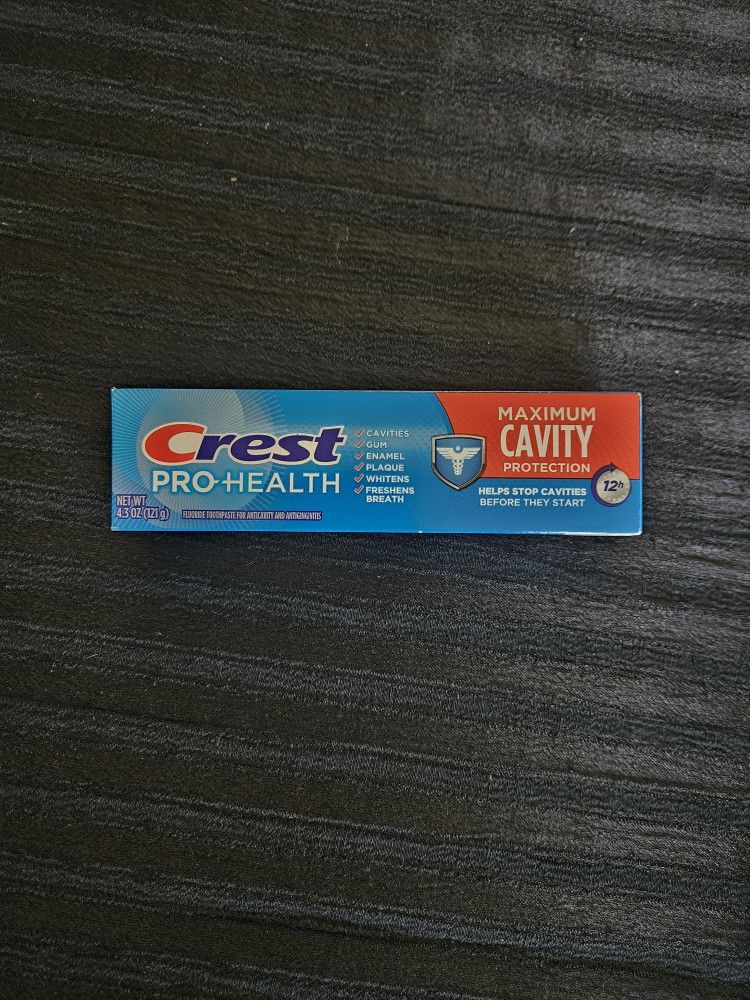 Crest
PRO-HEALTH
NET WT
4.3 OZ (121 g)
FLUORIDE TOOTHPASTE FOR ANTICAVITY AND ANTIGINGIVITIS
CAVITIES
GUM
ENAMEL
PLAQUE
WHITENS
FRESHENS
BREATH
MAXIMUM
CAVITY
PROTECTION
HELPS STOP CAVITIES
BEFORE THEY START
12h